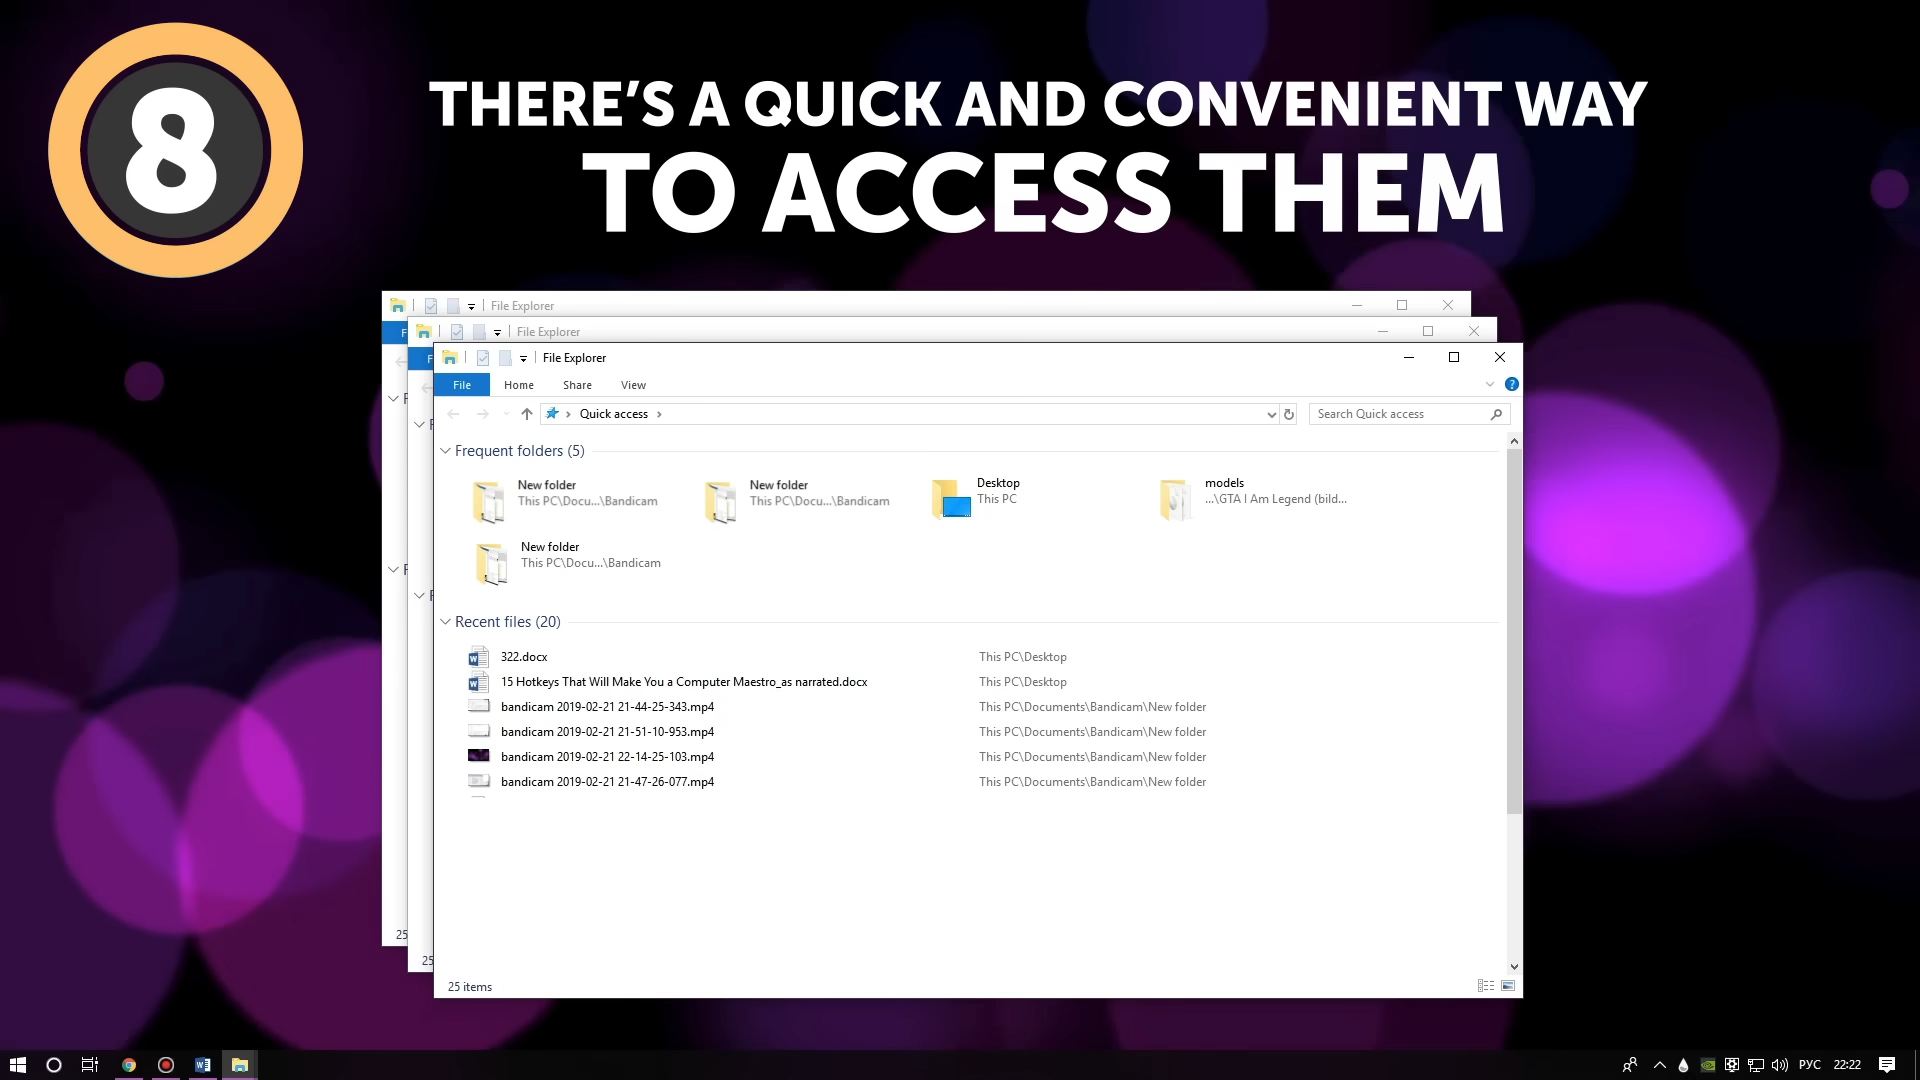 8
THERE'S A QUICK AND CONVENIENT WAY
TO ACCESS THEM
File Explorer
File Explorer
File Explorer
File Home Share View
Quick access
Search Quick access
Frequent folders (5)
New folder
This PC\Docu...\Bandicam
New folder
This PC\Docu...\Bandicam
Desktop
This PC
models
...\GTA I Am Legend (bild...
New folder
This PC\Docu...\Bandicam
Recent files (20)
322.docx This PC\Desktop
15 Hotkeys That Will Make You a Computer Maestro_as narrated.docx This PC\Desktop
bandicam 2019-02-21 21-44-25-343.mp4 This PC\Documents\Bandicam\New folder
bandicam 2019-02-21 21-51-10-953.mp4 This PC\Documents\Bandicam\New folder
bandicam 2019-02-21 22-14-25-103.mp4 This PC\Documents\Bandicam\New folder
bandicam 2019-02-21 21-47-26-077.mp4 This PC\Documents\Bandicam\New folder
25
25
25 items
РУС 22:22